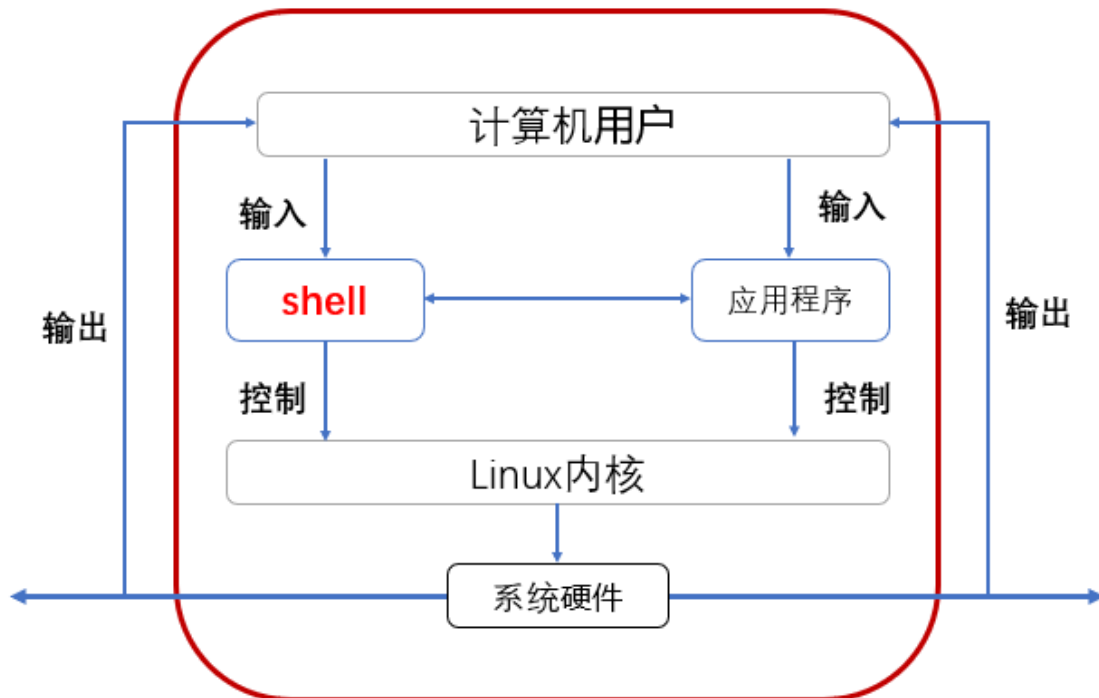 计算机用户
输入
输入
shell
应用程序
输出
输出
控制
控制
Linux内核
系统硬件